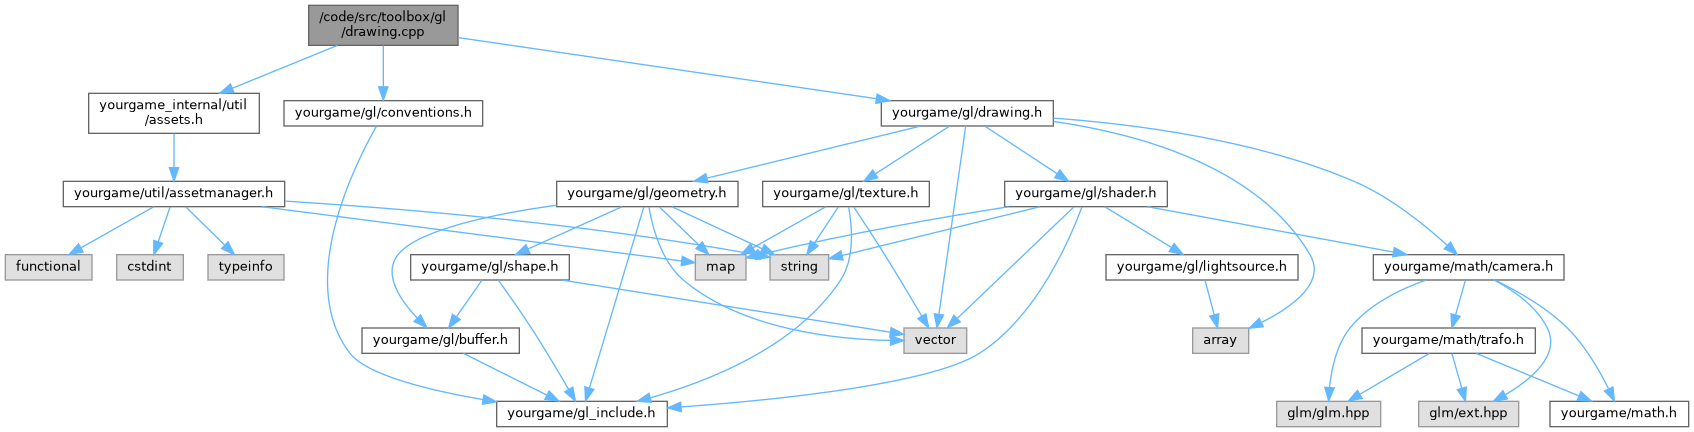 /code/src/toolbox/gl
/drawing.cpp
yourgame_internal/util
/assets.h
yourgame/gl/conventions.h
yourgame/gl/drawing.h
yourgame/util/assetmanager.h
yourgame/gl/geometry.h
yourgame/gl/texture.h
yourgame/gl/shader.h
functional
cstdint
typeinfo
yourgame/gl/shape.h
map
string
yourgame/gl/lightsource.h
yourgame/math/camera.h
yourgame/gl/buffer.h
vector
array
yourgame/math/trafo.h
yourgame/gl_include.h
glm/glm.hpp
glm/ext.hpp
yourgame/math.h